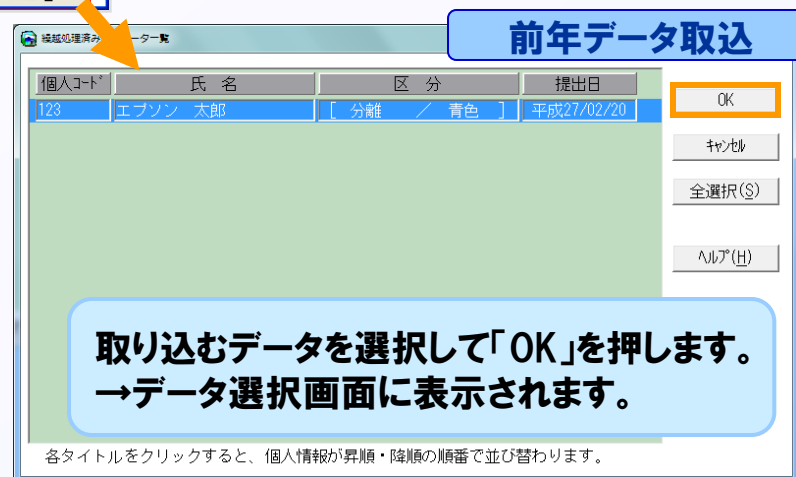 前年データ取込
繰越処理済み
ータ一覧
個人ｺｰﾄﾞ 氏 名 区 分 提出日
123 エプソン 太郎 [ 分離 ／ 青色 ] 平成27/02/20
OK
ｷｬﾝｾﾙ
全選択(S)
ﾍﾙﾌﾟ(H)
取り込むデータを選択して「OK」を押します。
→データ選択画面に表示されます。
各タイトルをクリックすると、個人情報が昇順・降順の順番で並び替わります。